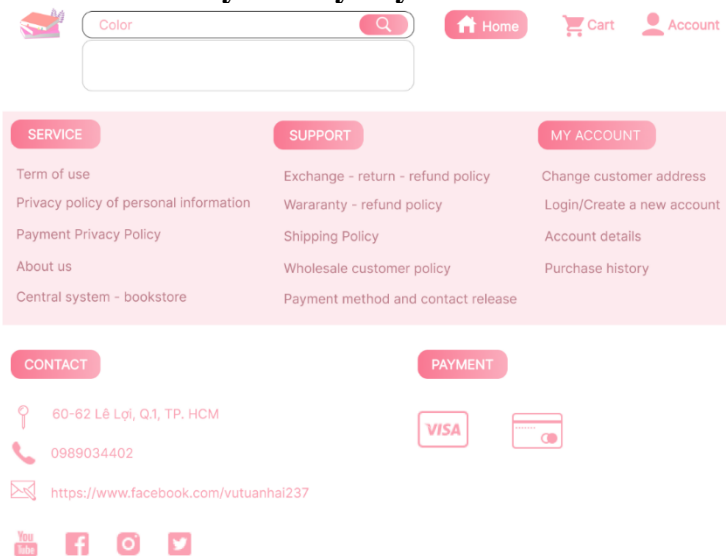 Color
Home
Cart
Account
SERVICE
Term of use
Privacy policy of personal information
Payment Privacy Policy
About us
Central system - bookstore
SUPPORT
Exchange - return - refund policy
Wararanty - refund policy
Shipping Policy
Wholesale customer policy
Payment method and contact release
MY ACCOUNT
Change customer address
Login/Create a new account
Account details
Purchase history
CONTACT
60-62 Lê Lợi, Q.1, TP. HCM
0989034402
https://www.facebook.com/vutuanhai237
You
Tube
PAYMENT
VISA